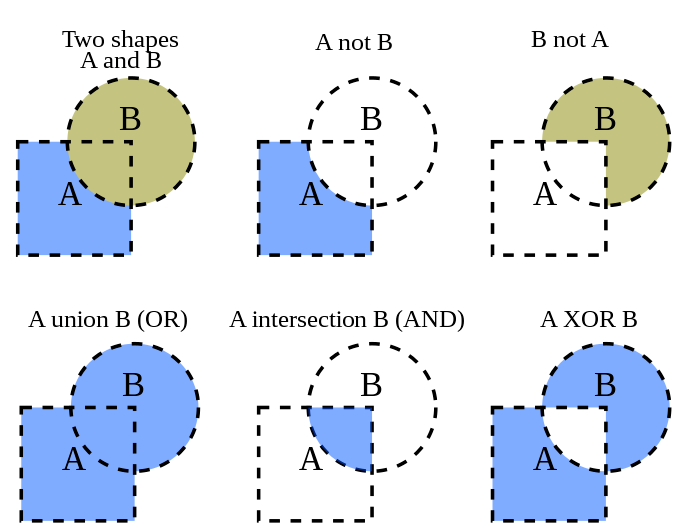 Two shapes
A and B
A not B
B not A
B
A
B
A
B
A
A union B (OR)
A intersection B (AND)
A XOR B
B
A
B
A
B
A